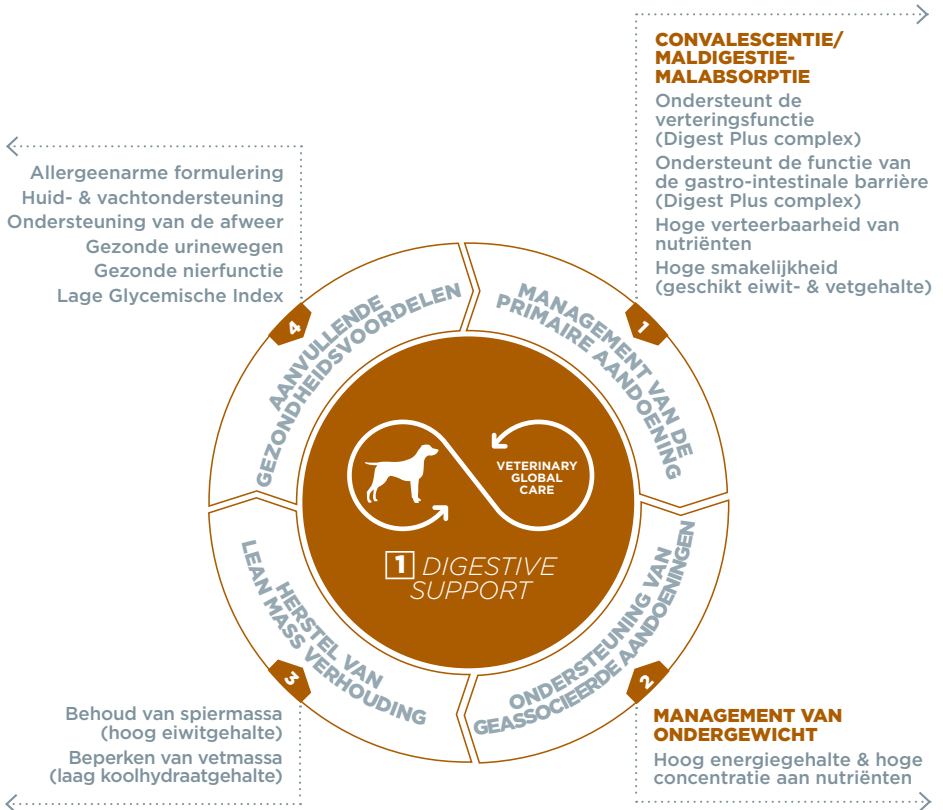 CONVALESCENTIE/
MALDIGESTIE-
MALABSORPTIE
Ondersteunt de
verteringsfunctie
(Digest Plus complex)
Ondersteunt de functie van
de gastro-intestinale barrière
(Digest Plus complex)
Hoge verteerbaarheid van
nutriënten
Hoge smakelijkheid
(geschikt eiwit- & vetgehalte)
Allergeenarme formulering
Huid- & vachtondersteuning
Ondersteuning van de afweer
Gezonde urinewegen
Gezonde nierfunctie
Lage Glycemische Index
4
AANVULLENDE
GEZONDHEIDSVOORDELEN
1
MANAGEMENT VAN DE
PRIMAIRE AANDOENING
VETERINARY
GLOBAL
CARE
1 DIGESTIVE
SUPPORT
HERSTEL VAN
LEAN MASS VERHOUDING
3
ONDERSTEUNING VAN
GEASSOCIEERDE AANDOENINGEN
2
Behoud van spiermassa
(hoog eiwitgehalte)
Beperken van vetmassa
(laag koolhydraatgehalte)
MANAGEMENT VAN
ONDERGEWICHT
Hoog energiegehalte & hoge
concentratie aan nutriënten